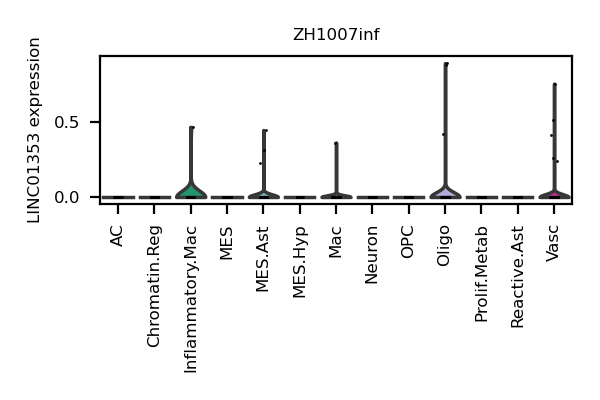 ZH1007inf
LINC01353 expression
0.5
0.0
AC
Chromatin.Reg
Inflammatory.Mac
MES
MES.Ast
MES.Hyp
Mac
Neuron
OPC
Oligo
Prolif.Metab
Reactive.Ast
Vasc